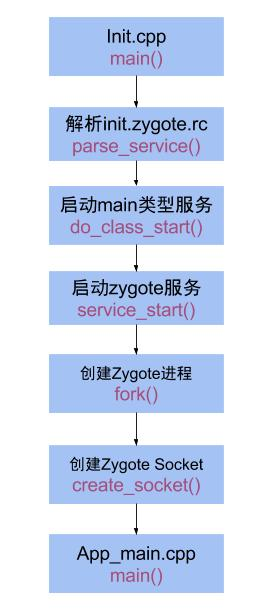 Init.cpp
main()
解析init.zygote.rc
parse_service()
启动main类型服务
do_class_start()
启动zygote服务
service_start()
创建Zygote进程
fork()
创建Zygote Socket
create_socket()
App_main.cpp
main()